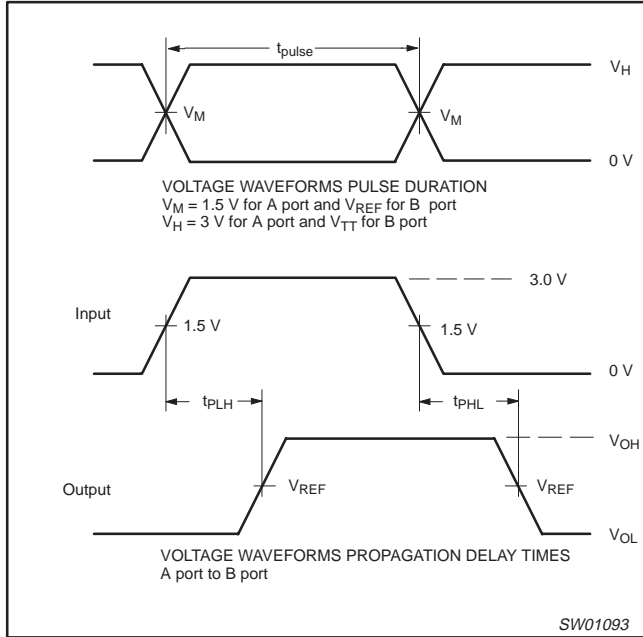 tpulse
VH
VM
VM
0 V
VOLTAGE WAVEFORMS PULSE DURATION
VM = 1.5 V for A port and VREF for B port
VH = 3 V for A port and VTT for B port
3.0 V
Input
1.5 V
1.5 V
0 V
tPLH
tPHL
VOH
Output
VREF
VREF
VOL
VOLTAGE WAVEFORMS PROPAGATION DELAY TIMES
A port to B port
SW01093